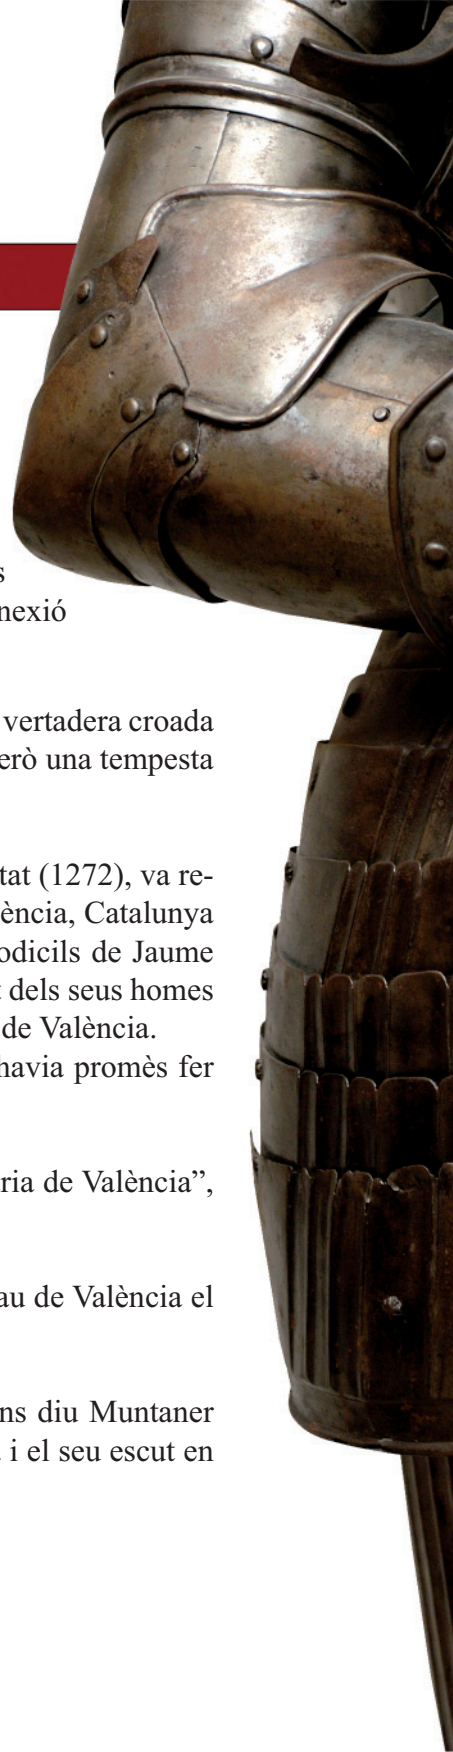 s
nexió
vertadera croada
erò una tempesta
tat (1272), va re-
ència, Catalunya
odicils de Jaume
dels seus homes
de València.
havia promès fer
ria de València”,
au de València el
ns diu Muntaner
i el seu escut en